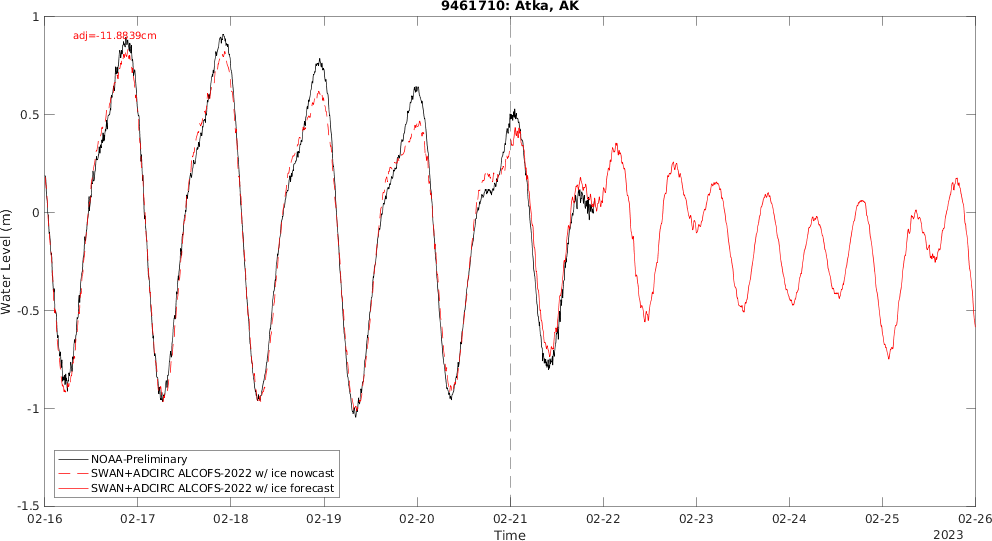 9461710: Atka, AK
adj=-11.8839cm
1
0.5
0
-0.5
-1
-1.5
Water Level (m)
NOAA-Preliminary
SWAN+ADCIRC ALCOFS-2022 w/ ice nowcast
SWAN+ADCIRC ALCOFS-2022 w/ ice forecast
02-16 02-17 02-18 02-19 02-20 02-21 02-22 02-23 02-24 02-25 02-26
Time
2023